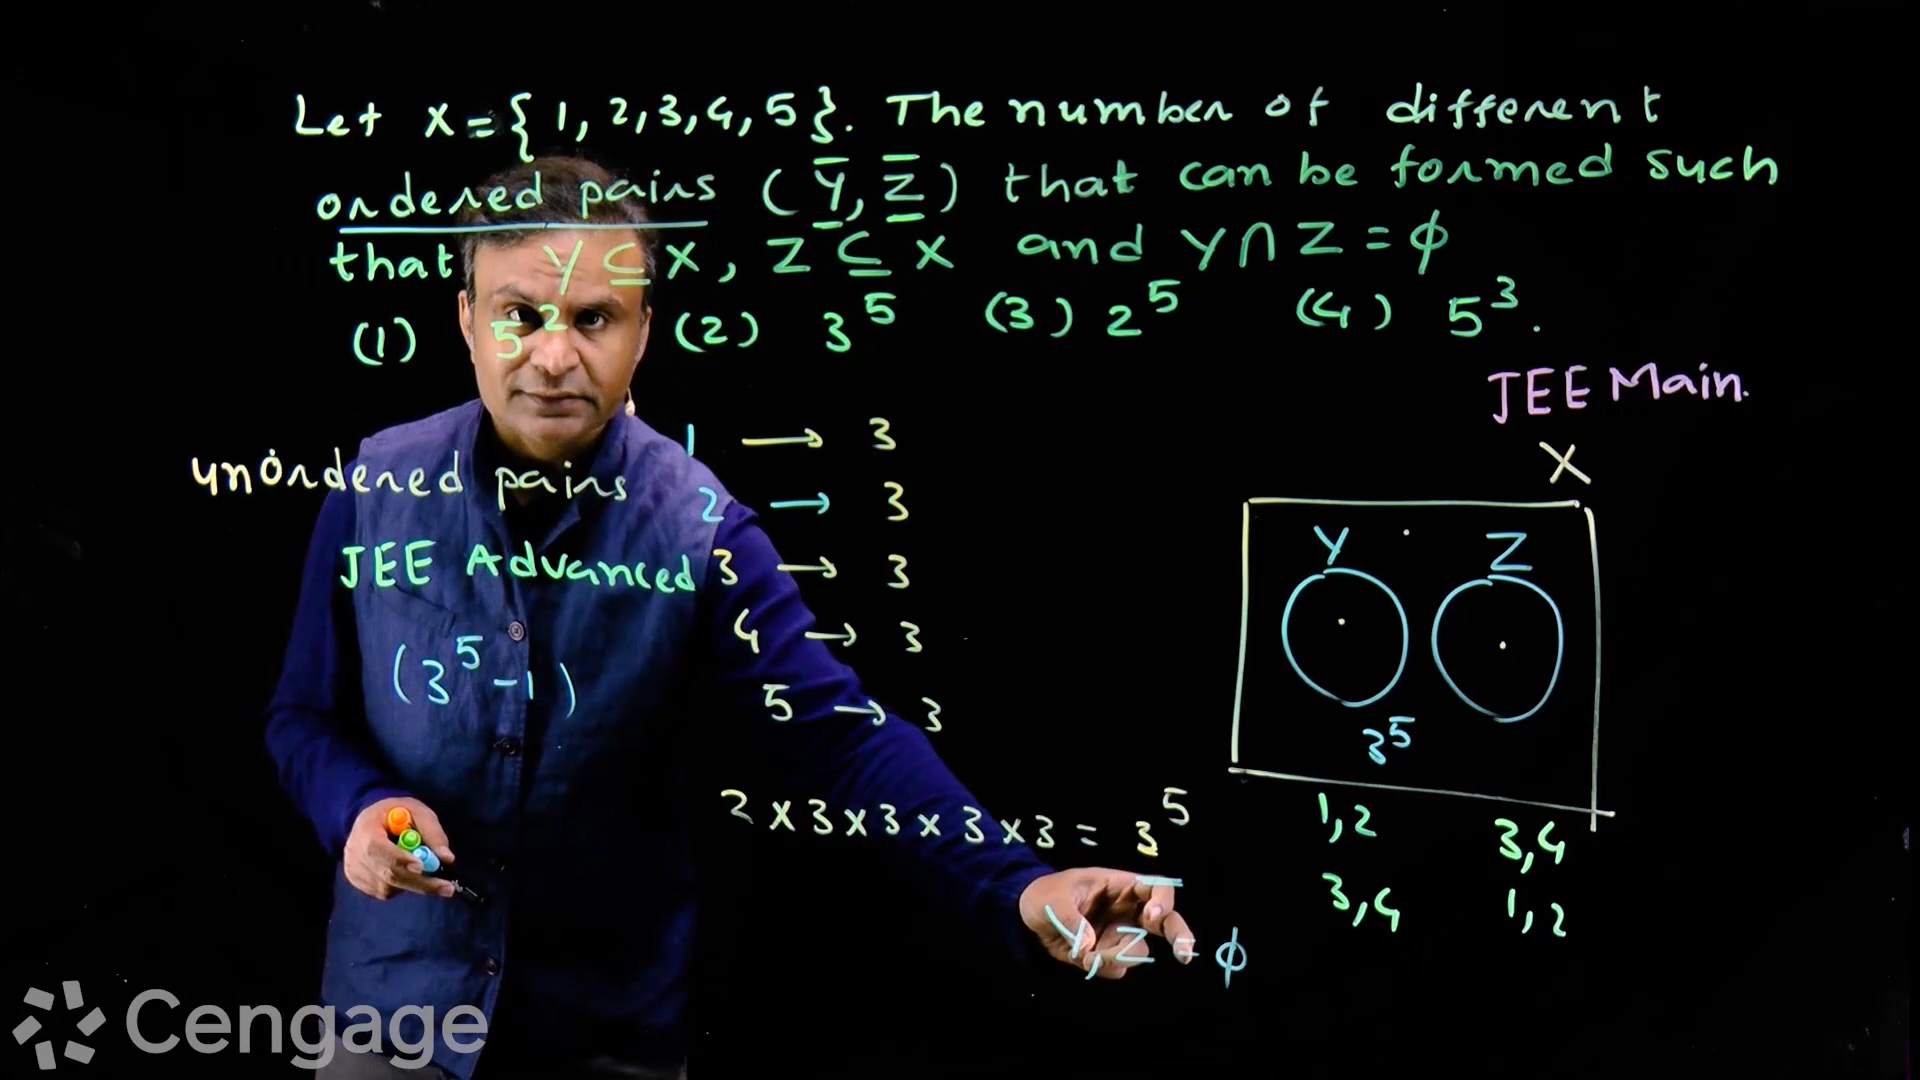 Let X = { 1, 2, 3, 4, 5 }. The number of different
ordered pairs ( Y, Z ) that can be formed such
that Y ⊆ X, Z ⊆ X and Y ∩ Z = ϕ
(1) 5² (2) 3⁵ (3) 2⁵ (4) 5³.
JEE Main.
unordered pairs
JEE Advanced
(3⁵ - 1)
1 → 3
2 → 3
3 → 3
4 → 3
5 → 3
2 × 3 × 3 × 3 × 3 = 3⁵
Y, Z = ϕ
X
Y Z
3⁵
1, 2 3, 4
3, 4 1, 2
Cengage